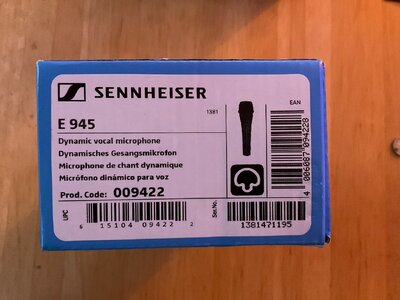 SENNHEISER
E 945
1381
EAN
Dynamic vocal microphone
Dynamisches Gesangsmikrofon
Microphone de chant dynamique
Micrófono dinámico para voz
Prod. Code: 009422
4 006087 094228
UPC
6 15104 09422 2
Ser.No.
1381471195